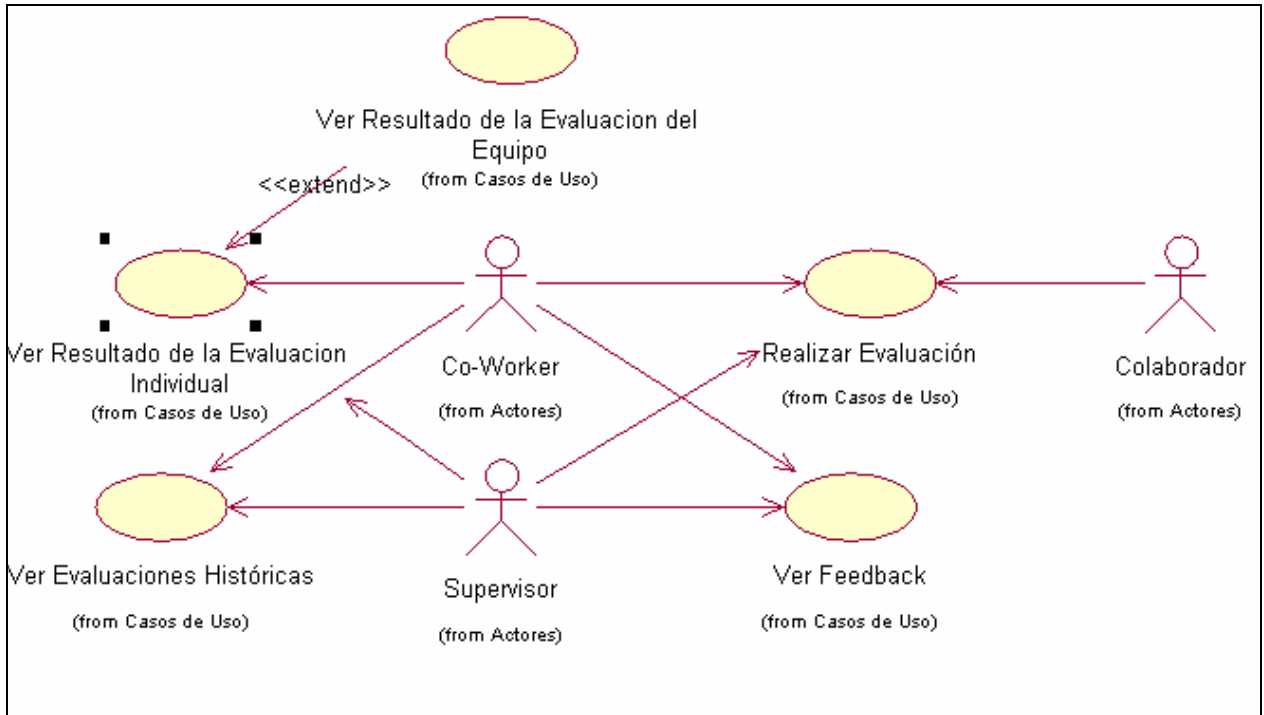 Ver Resultado de la Evaluacion del
Equipo
(from Casos de Uso)
<<extend>>
Ver Resultado de la Evaluacion
Individual
(from Casos de Uso)
Co-Worker
(from Actores)
Realizar Evaluación
(from Casos de Uso)
Colaborador
(from Actores)
Ver Evaluaciones Históricas
(from Casos de Uso)
Supervisor
(from Actores)
Ver Feedback
(from Casos de Uso)